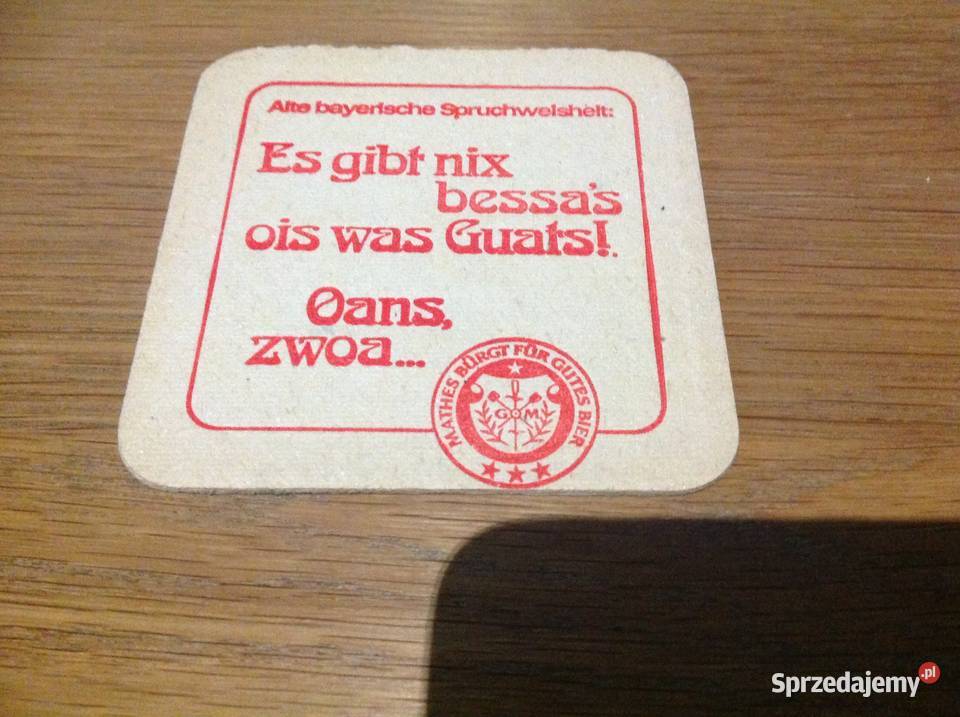 Alte bayerische Spruchweisheit:
Es gibt nix
bessa's
ois was Guats!.
Oans,
zwoa...
MATHES BÜRGT FÜR GUTES BIER
G M
Sprzedajemy.pl